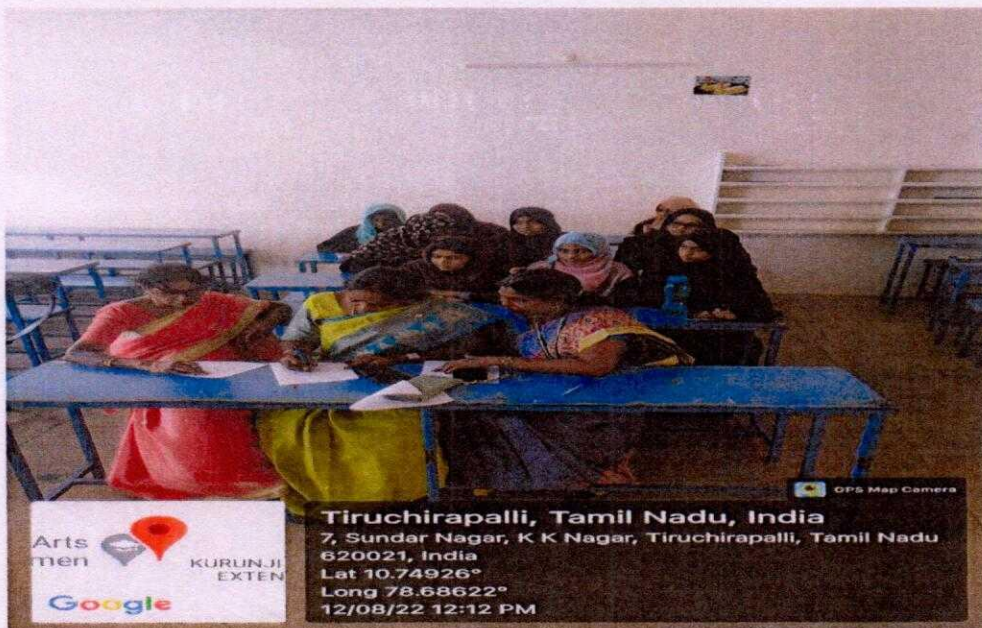 GPS Map Camera
Tiruchirapalli, Tamil Nadu, India
7, Sundar Nagar, K K Nagar, Tiruchirapalli, Tamil Nadu
620021, India
Lat 10.74926°
Long 78.68622°
12/08/22 12:12 PM
Arts
men
KURUNJI
EXTEN
Google